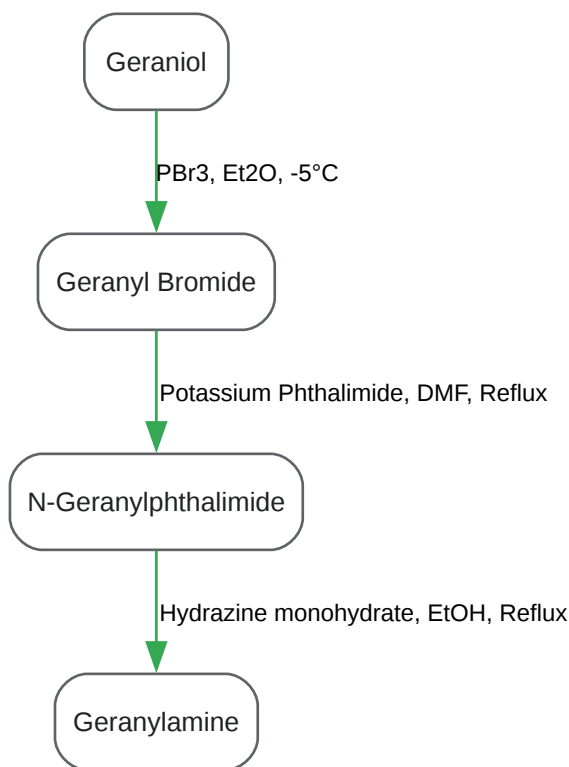 Geraniol
PBr3, Et2O, -5°C
Geranyl Bromide
Potassium Phthalimide, DMF, Reflux
N-Geranylphthalimide
Hydrazine monohydrate, EtOH, Reflux
Geranylamine